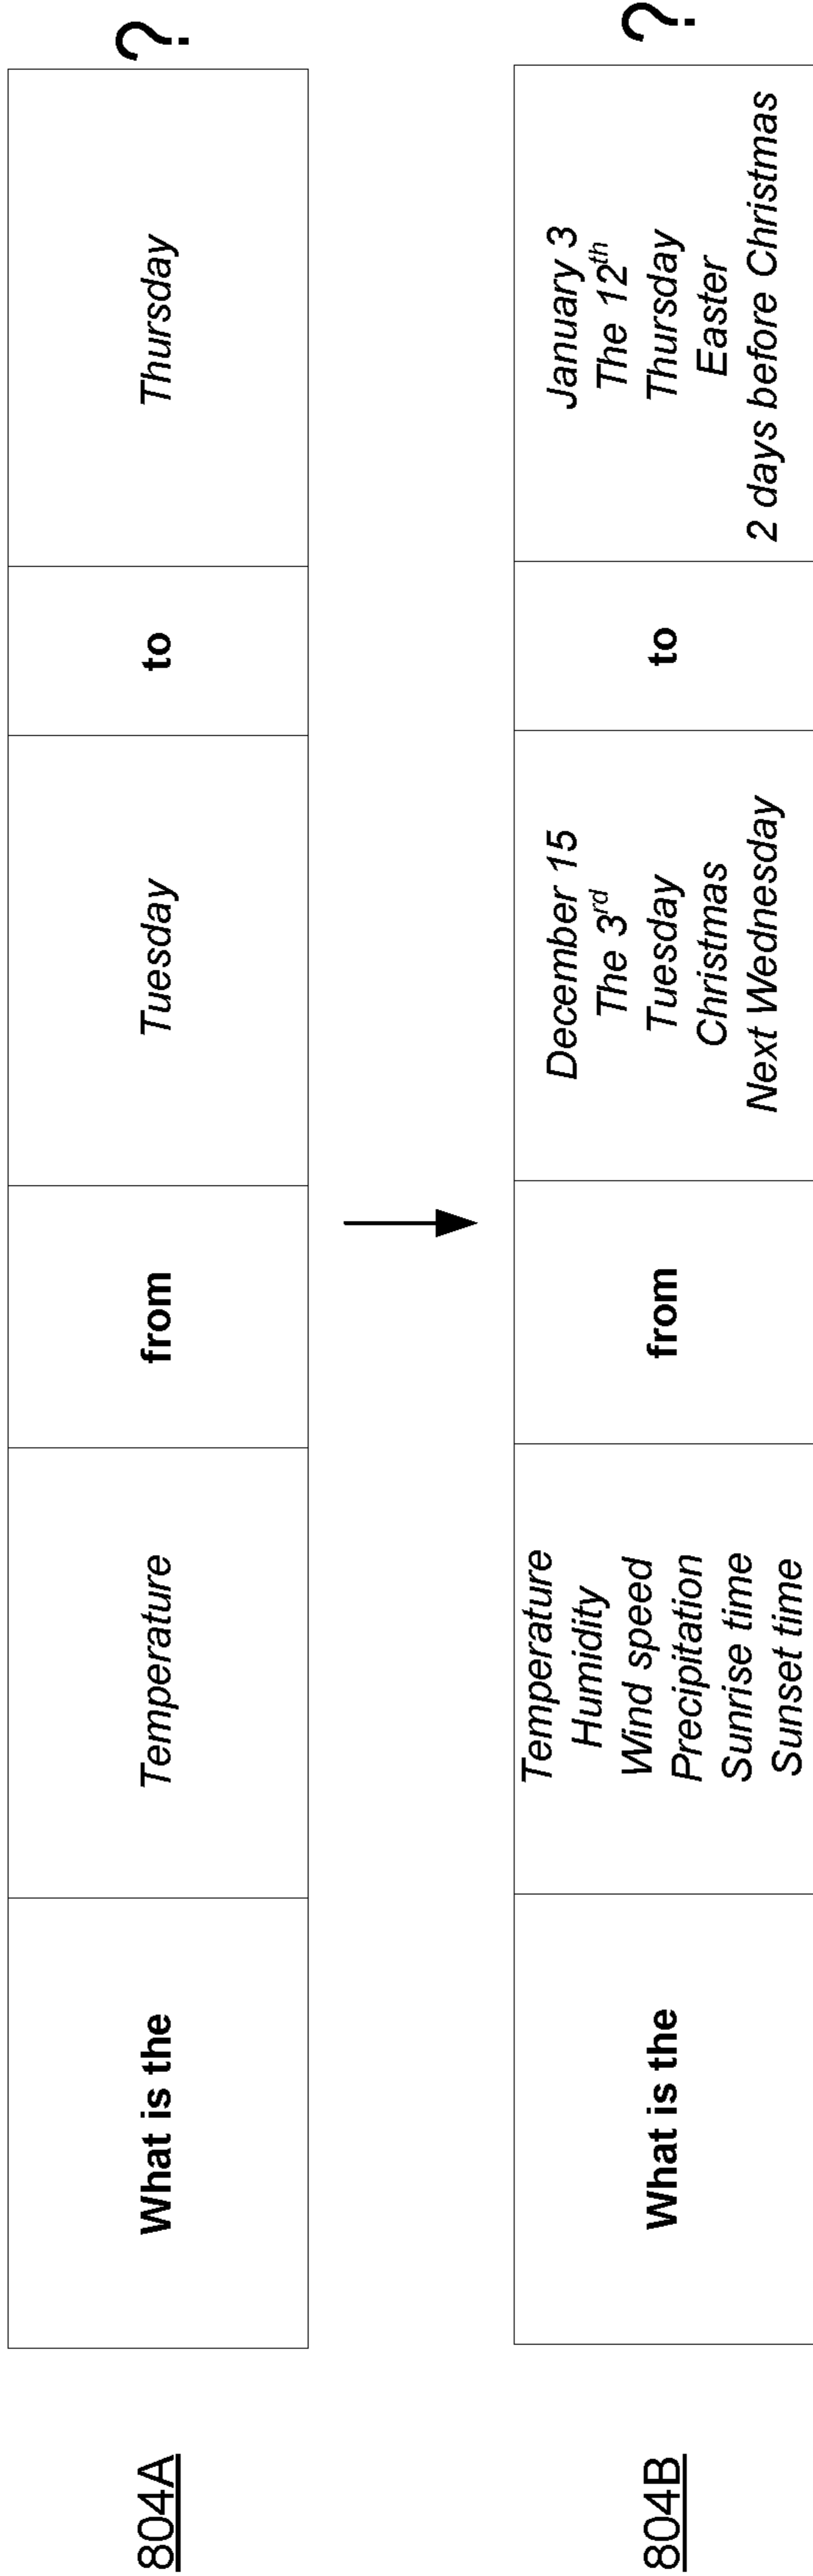 804A
What is the
Temperature
from
Tuesday
to
Thursday
?
804B
What is the
Temperature
Humidity
Wind speed
Precipitation
Sunrise time
Sunset time
from
December 15
The 3rd
Tuesday
Christmas
Next Wednesday
to
January 3
The 12th
Thursday
Easter
2 days before Christmas
?